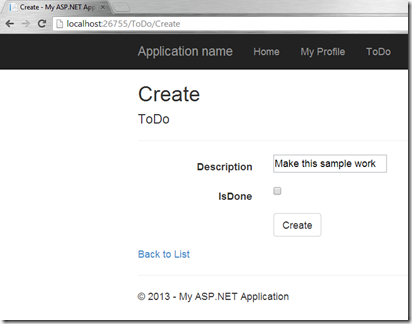 Create - My ASP.NET App
localhost:26755/ToDo/Create
Application name Home My Profile ToDo
Create
ToDo
Description Make this sample work
IsDone
Create
Back to List
© 2013 - My ASP.NET Application